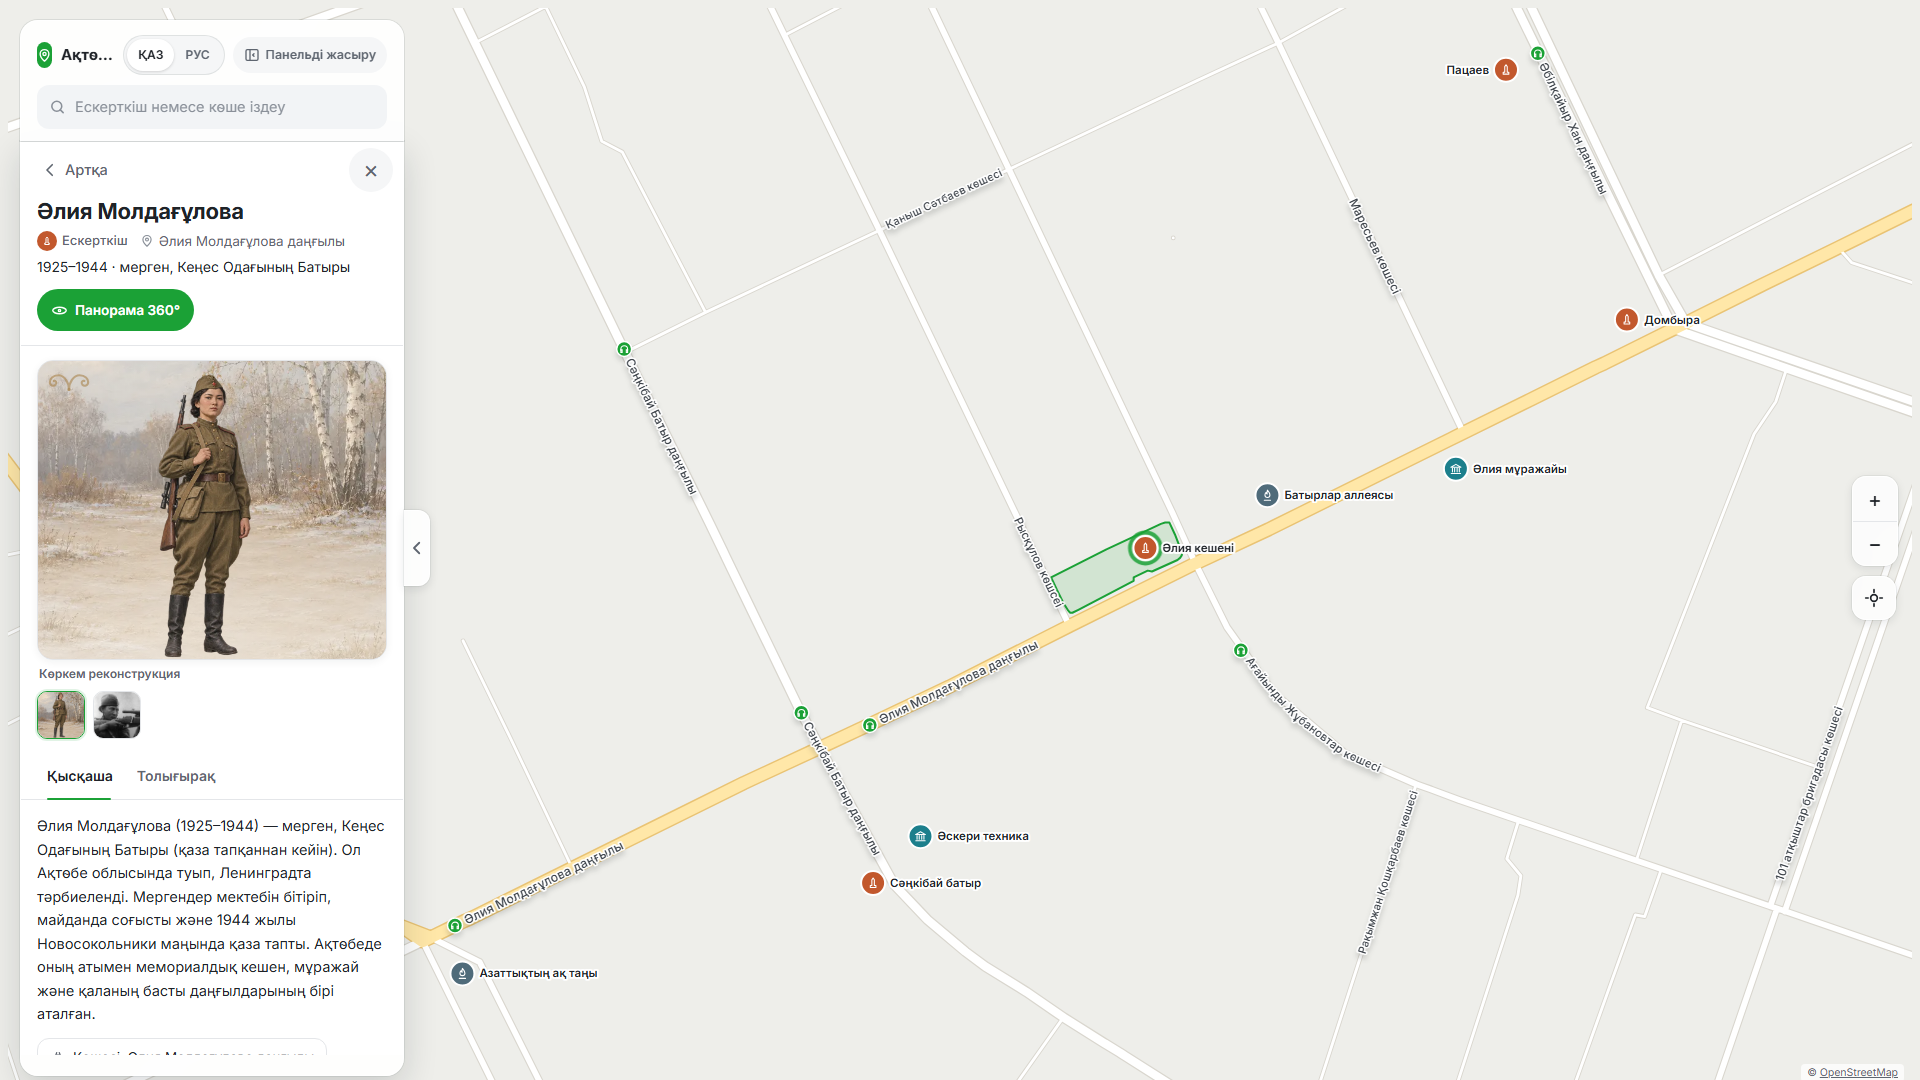 Ақтө...
ҚАЗ
РУС
Панельді жасыру
Ескерткіш немесе көше іздеу
Артқа
Әлия Молдағұлова
Ескерткіш
Әлия Молдағұлова даңғылы
1925–1944 · мерген, Кеңес Одағының Батыры
Панорама 360°
Көркем реконструкция
Қысқаша
Толығырақ
Әлия Молдағұлова (1925–1944) — мерген, Кеңес
Одағының Батыры (қаза тапқаннан кейін). Ол
Ақтөбе облысында туып, Ленинградта
тәрбиеленді. Мергендер мектебін бітіріп,
майданда соғысты және 1944 жылы
Новосокольники маңында қаза тапты. Ақтөбеде
оның атымен мемориалдық кешен, мұражай
және қаланың басты даңғылдарының бірі
аталған.
Пацаев
Әбілқайыр Хан даңғылы
Қаныш Сәтбаев көшесі
Маресьев көшесі
Домбыра
Сәңкібай Батыр даңғылы
Әлия мұражайы
Батырлар аллеясы
Рысқұлов көшсеі
Әлия кешені
Әлия Молдағұлова даңғылы
Ағайынды Жұбановтар көшесі
Сәңкібай Батыр даңғылы
101 атқыштар бригадасы көшесі
Рақымжан Қошқарбаев көшесі
Әскери техника
Сәңкібай батыр
Әлия Молдағұлова даңғылы
Азаттықтың ақ таңы
+
−
© OpenStreetMap